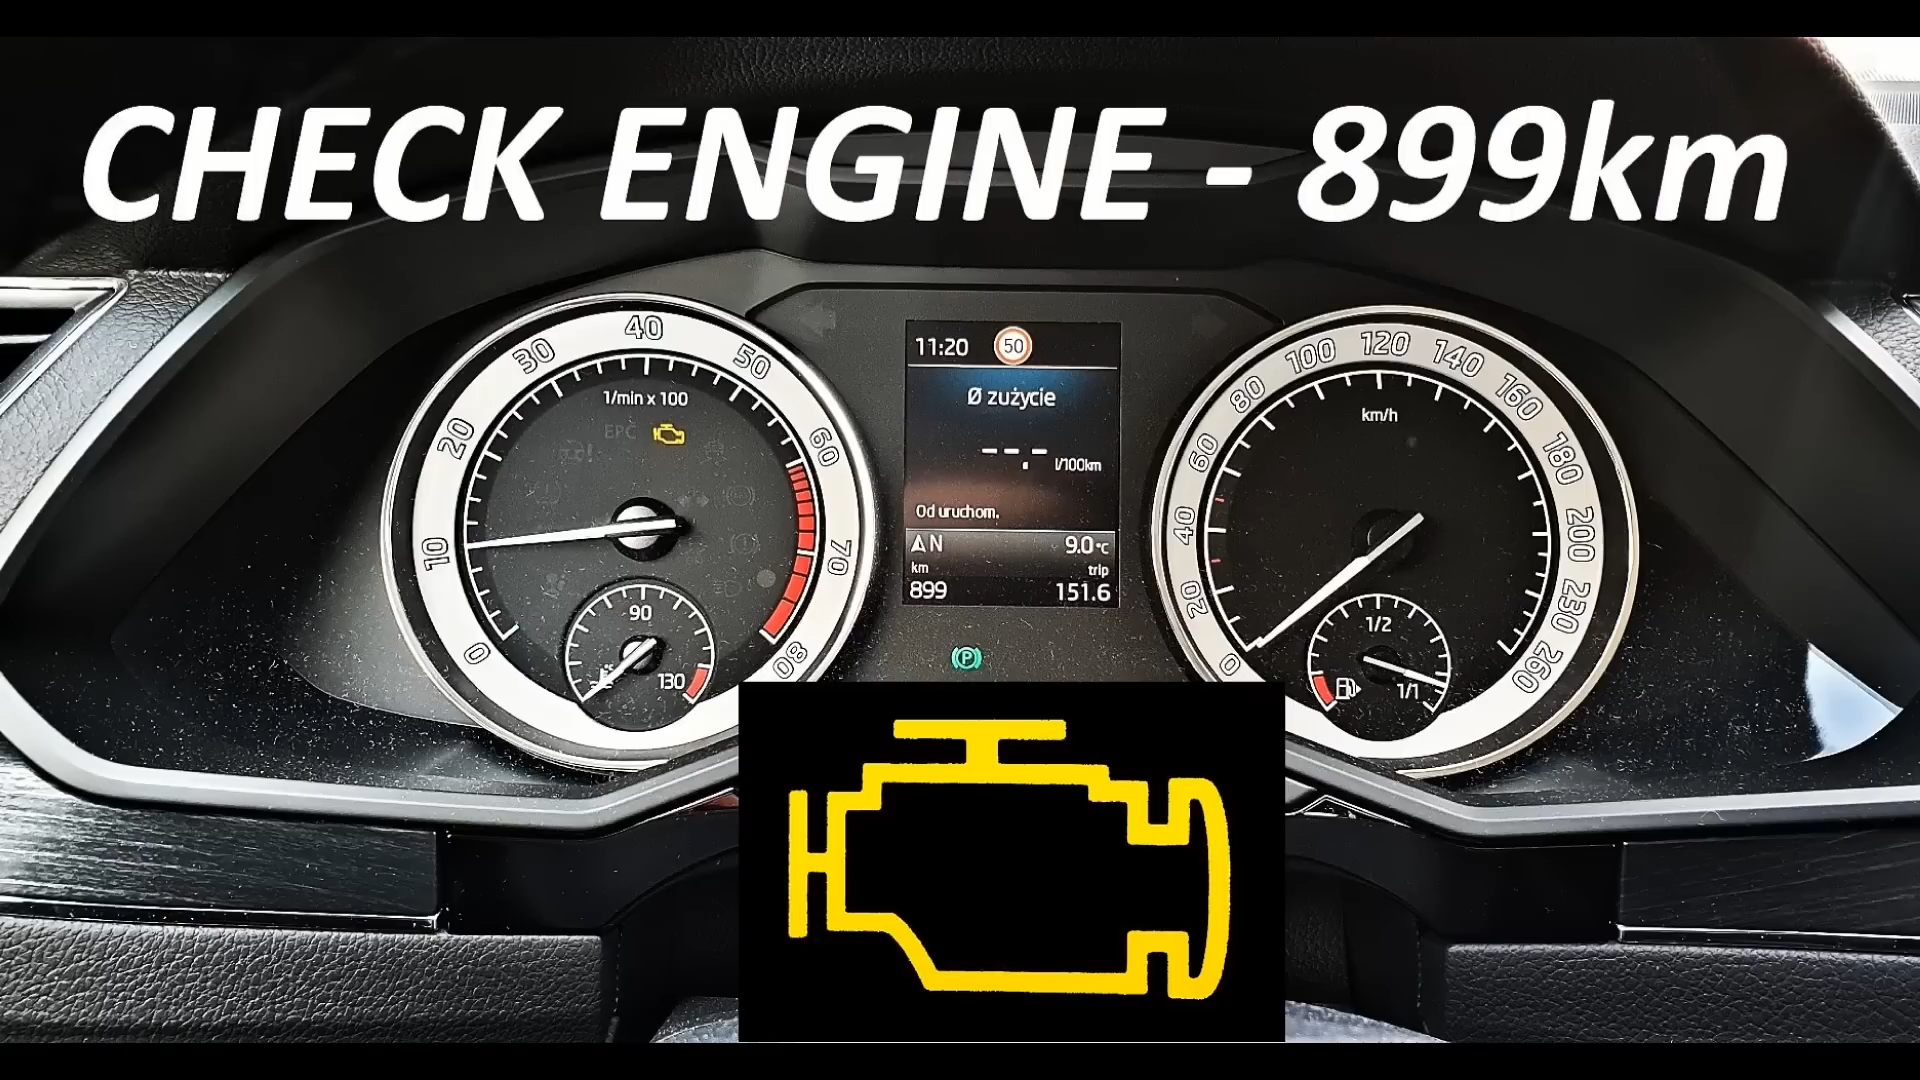 CHECK ENGINE - 899km
40
30
50
20
60
10
70
0
80
1/min x 100
EPC
90
130
11:20
50
Ø zużycie
---.
l/100km
Od uruchom.
N
9.0°C
km
trip
899
151.6
P
100
120
140
80
160
60
180
40
200
20
230
0
260
km/h
1/2
1/1